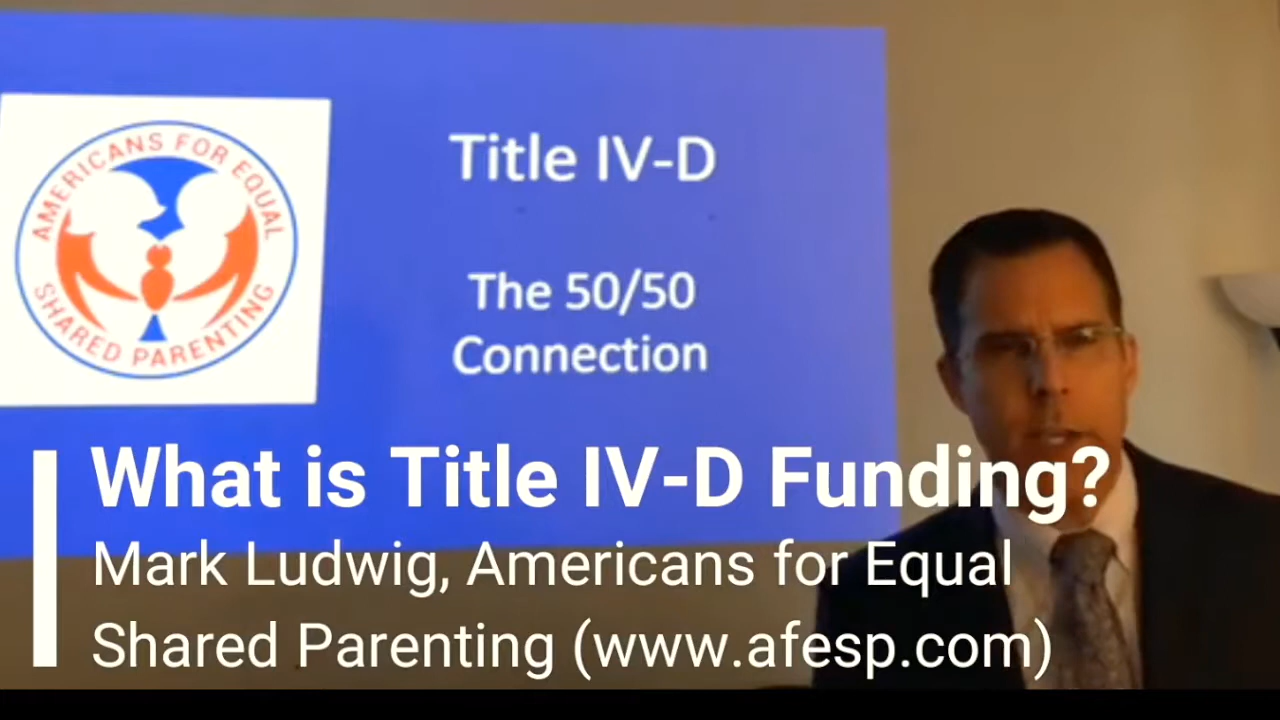 AMERICANS FOR EQUAL
SHARED PARENTING
Title IV-D
The 50/50
Connection
What is Title IV-D Funding?
Mark Ludwig, Americans for Equal
Shared Parenting (www.afesp.com)